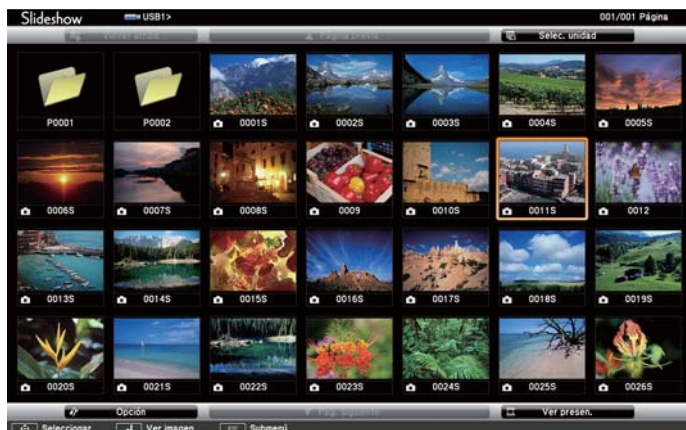 Slideshow USB1> 001/001 Página
Volver arriba Página previa Selec. unidad
P0001 P0002 0001S 0002S 0003S 0004S 0005S
0006S 0007S 0008S 0009 0010S 0011S 0012
0013S 0014S 0015S 0016S 0017S 0018S 0019S
0020S 0021S 0022S 0023S 0024S 0025S 0026S
Opción Pág. siguiente Ver presen.
Seleccionar Ver imagen Submenú